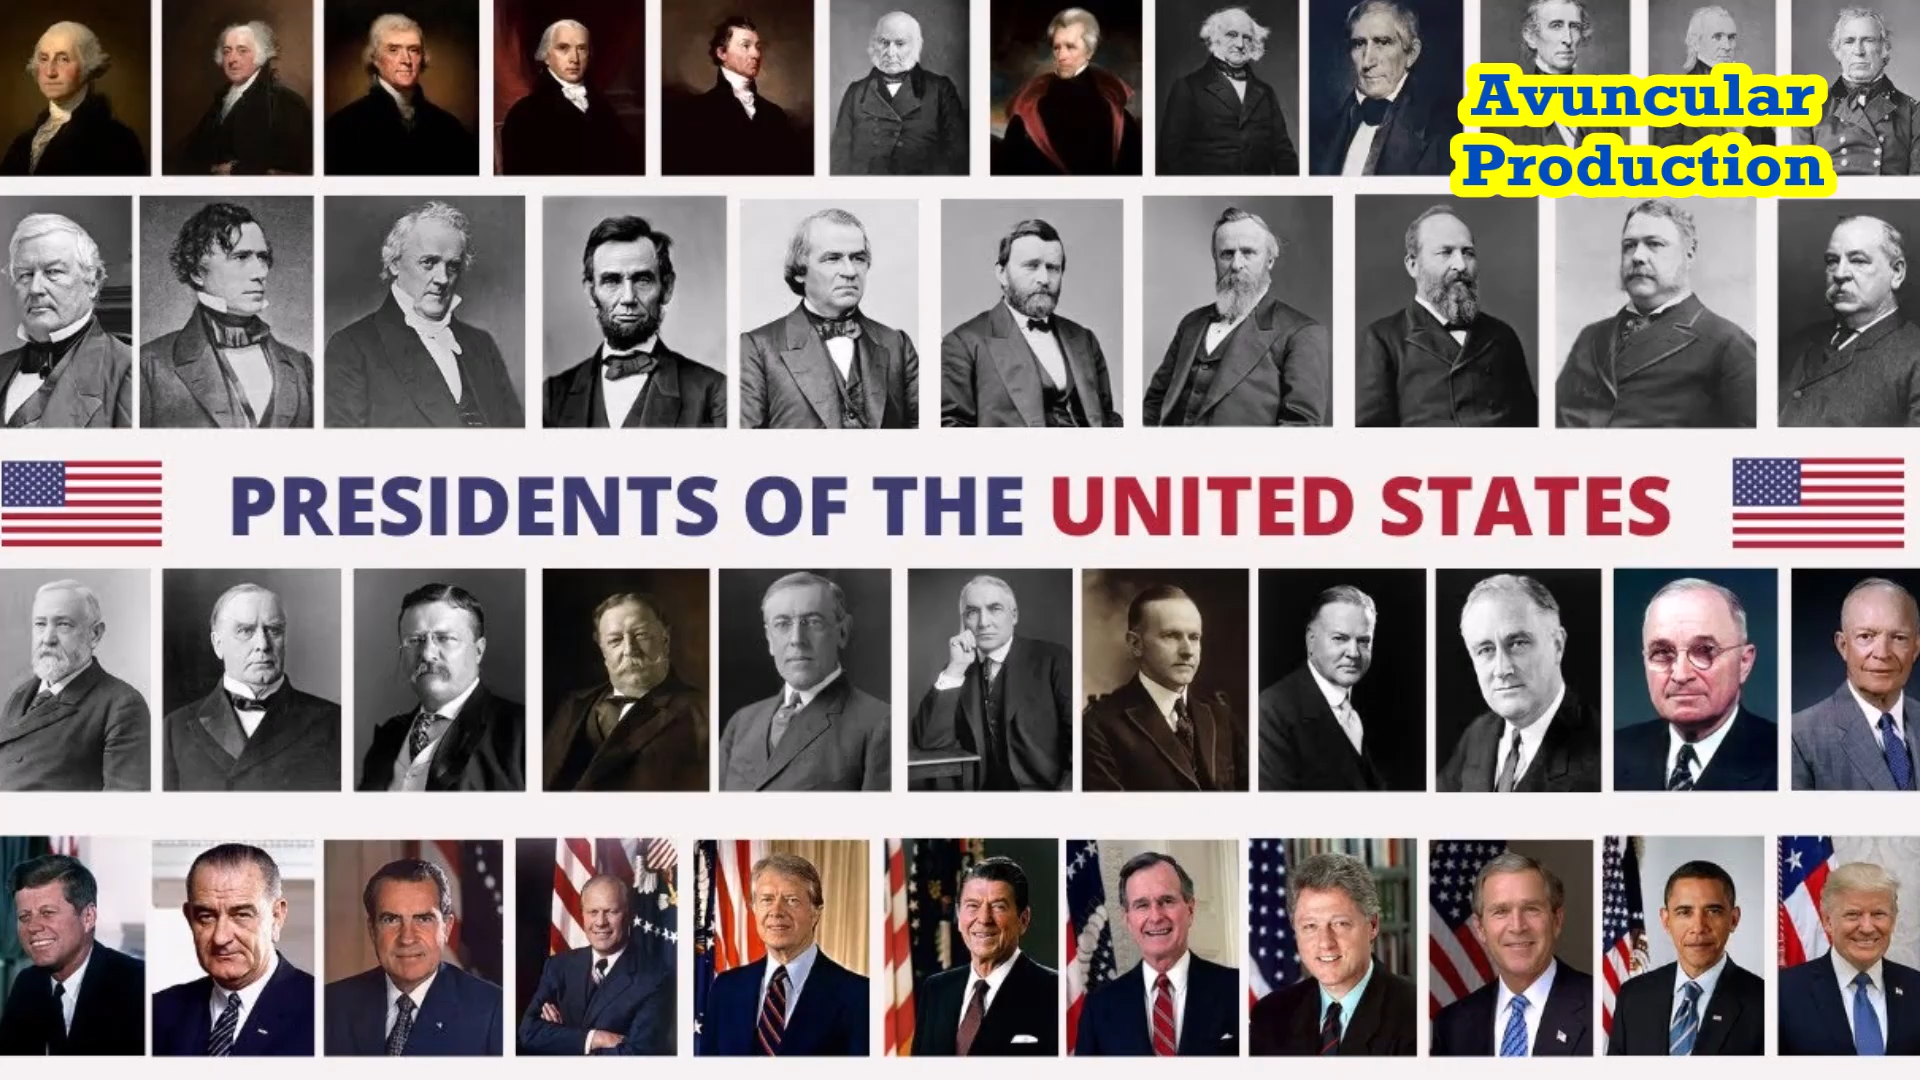 Avuncular
Production
PRESIDENTS OF THE UNITED STATES